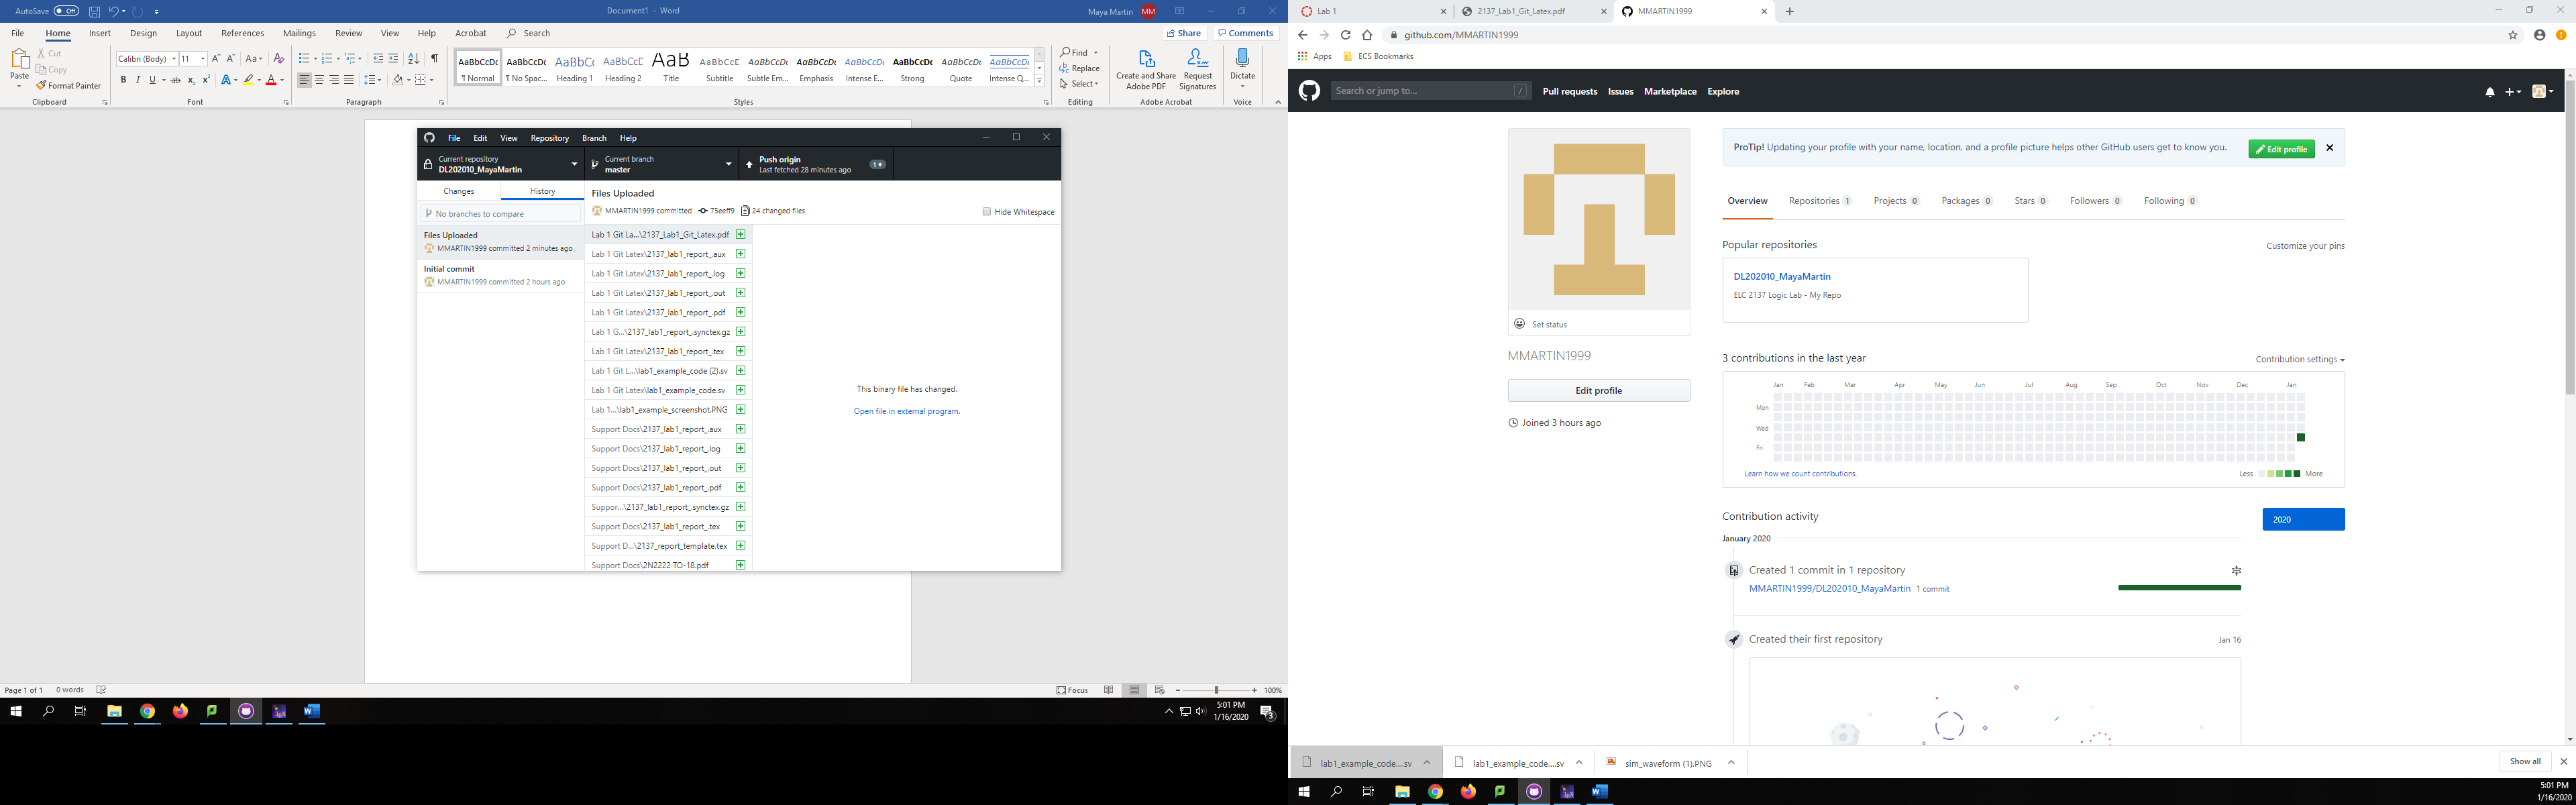 AutoSave Off
Document1 - Word
Maya Martin MM
File Home Insert Design Layout References Mailings Review View Help Acrobat Search
Share Comments
Paste
Cut
Copy
Format Painter
Clipboard
Calibri (Body) 11
Font
Paragraph
AaBbCcDc AaBbCcDc AaBbCc AaBbCcD AaB AaBbCcD AaBbCcDc AaBbCcDc AaBbCcDc AaBbCcDc AaBbCcDc AaBbCcDc
¶ Normal ¶ No Spac... Heading 1 Heading 2 Title Subtitle Subtle Em... Emphasis Intense E... Strong Quote Intense Q...
Styles
Find
Replace
Select
Editing
Create and Share Adobe PDF
Request Signatures
Adobe Acrobat
Dictate
Voice
File Edit View Repository Branch Help
Current repository
DL202010_MayaMartin
Current branch
master
Push origin
Last fetched 28 minutes ago
1
Changes History
No branches to compare
Files Uploaded
MMARTIN1999 committed 2 minutes ago
Initial commit
MMARTIN1999 committed 2 hours ago
Files Uploaded
MMARTIN1999 committed 75eeff9 24 changed files
Hide Whitespace
Lab 1 Git La...\2137_Lab1_Git_Latex.pdf
Lab 1 Git Latex\2137_lab1_report_.aux
Lab 1 Git Latex\2137_lab1_report_.log
Lab 1 Git Latex\2137_lab1_report_.out
Lab 1 Git Latex\2137_lab1_report_.pdf
Lab 1 G...\2137_lab1_report_.synctex.gz
Lab 1 Git Latex\2137_lab1_report_.tex
Lab 1 Git L...\lab1_example_code (2).sv
Lab 1 Git Latex\lab1_example_code.sv
Lab 1...\lab1_example_screenshot.PNG
Support Docs\2137_lab1_report_.aux
Support Docs\2137_lab1_report_.log
Support Docs\2137_lab1_report_.out
Support Docs\2137_lab1_report_.pdf
Suppor...\2137_lab1_report_.synctex.gz
Support Docs\2137_lab1_report_.tex
Support D...\2137_report_template.tex
Support Docs\2N2222 TO-18.pdf
This binary file has changed.
Open file in external program.
Page 1 of 1 0 words
Focus
100%
5:01 PM
1/16/2020
3
Lab 1
2137_Lab1_Git_Latex.pdf
MMARTIN1999
github.com/MMARTIN1999
Apps ECS Bookmarks
Search or jump to... /
Pull requests Issues Marketplace Explore
ProTip! Updating your profile with your name, location, and a profile picture helps other GitHub users get to know you.
Edit profile
Overview Repositories 1 Projects 0 Packages 0 Stars 0 Followers 0 Following 0
Set status
MMARTIN1999
Edit profile
Joined 3 hours ago
Popular repositories
Customize your pins
DL202010_MayaMartin
ELC 2137 Logic Lab - My Repo
3 contributions in the last year
Contribution settings
Jan Feb Mar Apr May Jun Jul Aug Sep Oct Nov Dec Jan
Mon
Wed
Fri
Learn how we count contributions.
Less More
Contribution activity
2020
January 2020
Created 1 commit in 1 repository
MMARTIN1999/DL202010_MayaMartin 1 commit
Created their first repository
Jan 16
lab1_example_code....sv
lab1_example_code....sv
sim_waveform (1).PNG
Show all
5:01 PM
1/16/2020